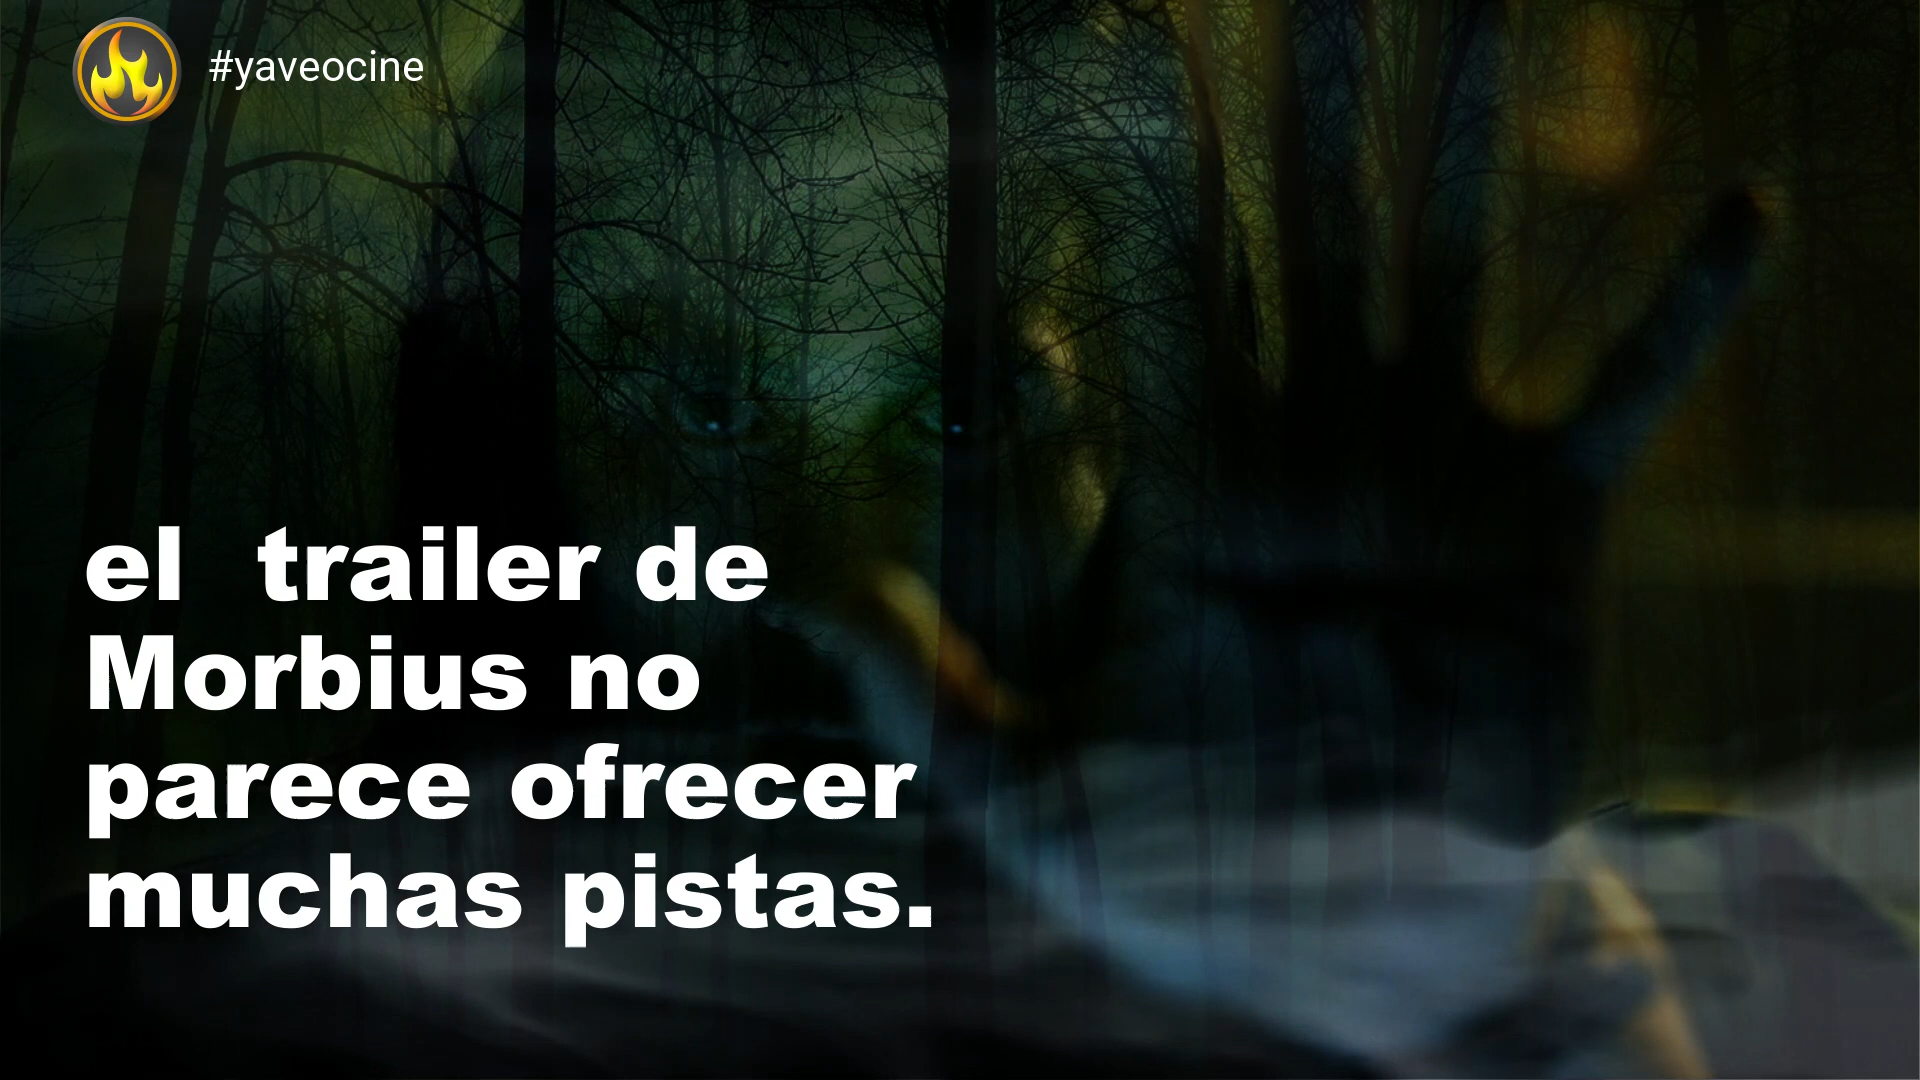 #yaveocine
el  trailer de
Morbius no
parece ofrecer
muchas pistas.